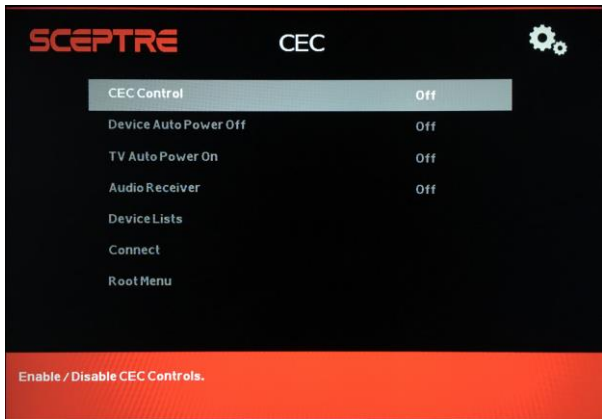 SCEPTRE CEC
CEC Control Off
Device Auto Power Off Off
TV Auto Power On Off
Audio Receiver Off
Device Lists
Connect
Root Menu
Enable / Disable CEC Controls.